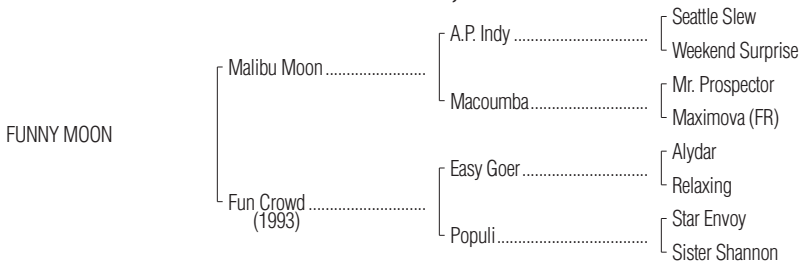 Seattle Slew
A.P. Indy ...............................
Weekend Surprise
Malibu Moon .......................
Mr. Prospector
Macoumba...........................
Maximova (FR)
FUNNY MOON
Alydar
Easy Goer .............................
Relaxing
Fun Crowd ...........................
(1993)
Star Envoy
Populi...................................
Sister Shannon